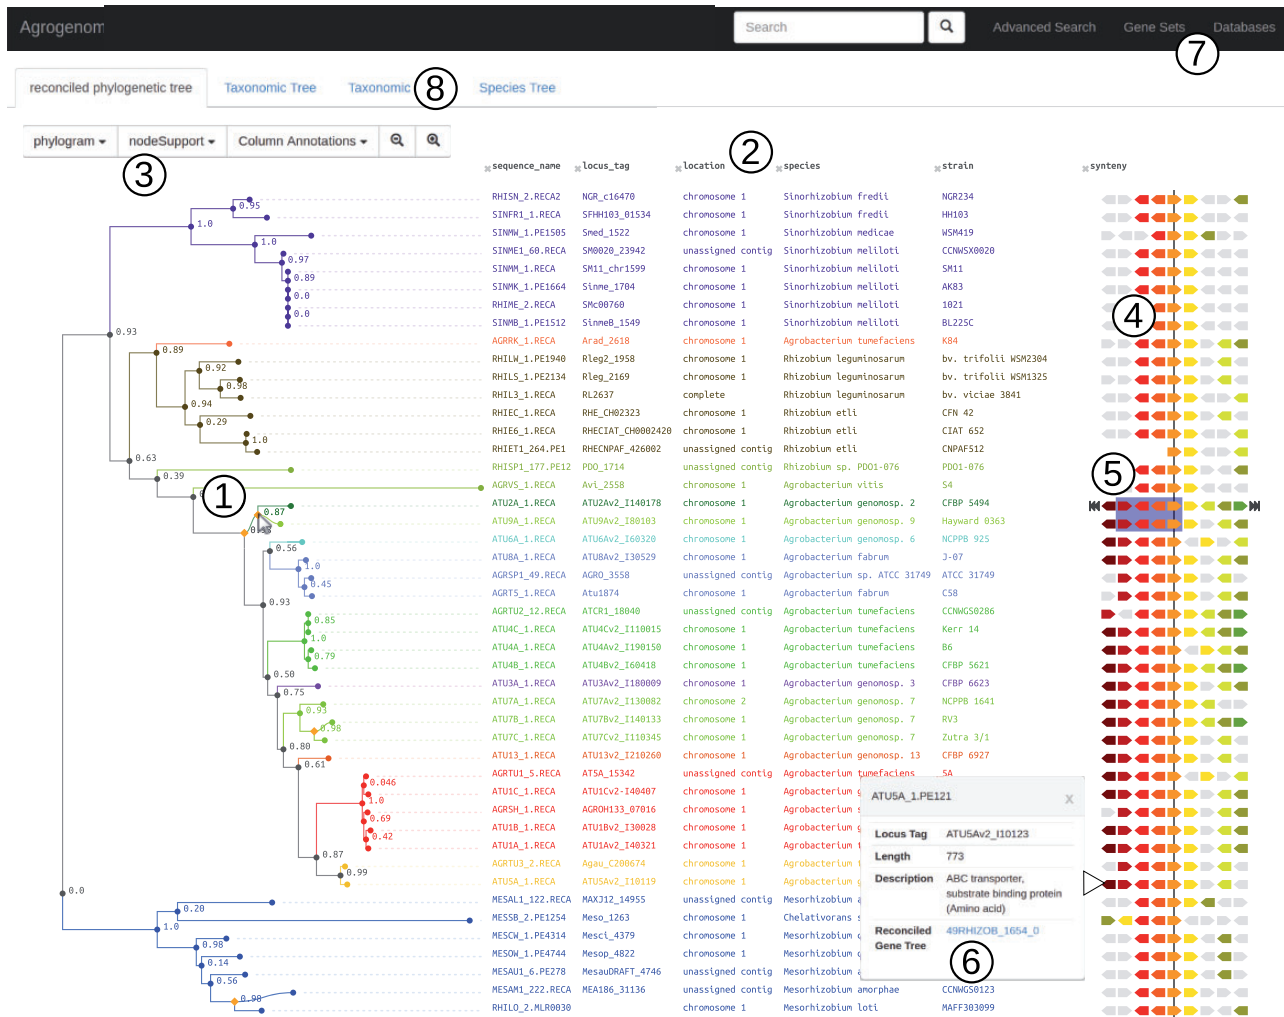 Agrogenom Search Advanced Search Gene Sets Databases
7
reconciled phylogenetic tree Taxonomic Tree Taxonomic 8 Species Tree
phylogram nodeSupport Column Annotations
3
2
sequence_name locus_tag location species strain synteny
RHISN_2.RECA2 NGR_c16470 chromosome 1 Sinorhizobium fredii NGR234
0.95
SINFR1_1.RECA SFHH103_01534 chromosome 1 Sinorhizobium fredii HH103
1.0
SINMW_1.PE1505 Smed_1522 chromosome 1 Sinorhizobium medicae WSM419
1.0
SINME1_60.RECA SM0020_23942 unassigned contig Sinorhizobium meliloti CCNWSX0020
0.97
SINMM_1.RECA SM11_chr1599 chromosome 1 Sinorhizobium meliloti SM11
0.89
SINMK_1.PE1664 Sinme_1704 chromosome 1 Sinorhizobium meliloti AK83
0.0
RHIME_2.RECA SMc00760 chromosome 1 Sinorhizobium meliloti 1021
0.0
4
SINMB_1.PE1512 SinmeB_1549 chromosome 1 Sinorhizobium meliloti BL225C
0.93
AGRRK_1.RECA Arad_2618 chromosome 1 Agrobacterium tumefaciens K84
0.89
RHILW_1.PE1940 Rleg2_1958 chromosome 1 Rhizobium leguminosarum bv. trifolii WSM2304
0.92
RHILS_1.PE2134 Rleg_2169 chromosome 1 Rhizobium leguminosarum bv. trifolii WSM1325
0.98
RHIL3_1.RECA RL2637 complete Rhizobium leguminosarum bv. viciae 3841
0.94
RHIEC_1.RECA RHE_CH02323 chromosome 1 Rhizobium etli CFN 42
0.29
RHIE6_1.RECA RHECIAT_CH0002420 chromosome 1 Rhizobium etli CIAT 652
1.0
RHIET1_264.PE1 RHECNPAF_426002 unassigned contig Rhizobium etli CNPAF512
0.63
RHISP1_177.PE12 PDO_1714 unassigned contig Rhizobium sp. PDO1-076 PDO1-076
0.39
5
AGRVS_1.RECA Avi_2558 chromosome 1 Agrobacterium vitis S4
1
ATU2A_1.RECA ATU2Av2_I140178 chromosome 1 Agrobacterium genomosp. 2 CFBP 5494
0.87
ATU9A_1.RECA ATU9Av2_I80103 chromosome 1 Agrobacterium genomosp. 9 Hayward 0363
ATU6A_1.RECA ATU6Av2_I60320 chromosome 1 Agrobacterium genomosp. 6 NCPPB 925
0.56
ATU8A_1.RECA ATU8Av2_I30529 chromosome 1 Agrobacterium fabrum J-07
1.0
AGRSP1_49.RECA AGRO_3558 unassigned contig Agrobacterium sp. ATCC 31749 ATCC 31749
0.45
AGRT5_1.RECA Atu1874 chromosome 1 Agrobacterium fabrum C58
0.93
AGRTU2_12.RECA ATCR1_18040 unassigned contig Agrobacterium tumefaciens CCNWGS0286
0.85
ATU4C_1.RECA ATU4Cv2_I110015 chromosome 1 Agrobacterium tumefaciens Kerr 14
1.0
ATU4A_1.RECA ATU4Av2_I190150 chromosome 1 Agrobacterium tumefaciens B6
0.79
ATU4B_1.RECA ATU4Bv2_I60418 chromosome 1 Agrobacterium tumefaciens CFBP 5621
0.50
ATU3A_1.RECA ATU3Av2_I180009 chromosome 1 Agrobacterium genomosp. 3 CFBP 6623
0.75
ATU7A_1.RECA ATU7Av2_I130082 chromosome 2 Agrobacterium genomosp. 7 NCPPB 1641
0.93
ATU7B_1.RECA ATU7Bv2_I140133 chromosome 1 Agrobacterium genomosp. 7 RV3
0.98
ATU7C_1.RECA ATU7Cv2_I110345 chromosome 1 Agrobacterium genomosp. 7 Zutra 3/1
0.80
ATU13_1.RECA ATU13v2_I210260 chromosome 1 Agrobacterium genomosp. 13 CFBP 6927
0.61
AGRTU1_5.RECA AT5A_15342 unassigned contig Agrobacterium tumefaciens 5A
0.046
ATU1C_1.RECA ATU1Cv2-I40407 chromosome 1 Agrobacterium g
1.0
AGRSH_1.RECA AGROH133_07016 chromosome 1 Agrobacterium s
0.69
ATU1B_1.RECA ATU1Bv2_I30028 chromosome 1 Agrobacterium g
0.42
ATU1A_1.RECA ATU1Av2_I40321 chromosome 1 Agrobacterium t
0.87
AGRTU3_2.RECA Agau_C200674 chromosome 1 Agrobacterium
0.99
ATU5A_1.RECA ATU5Av2_I10119 chromosome 1 Agrobacterium g
0.0
MESAL1_122.RECA MAXJ12_14955 unassigned contig Mesorhizobium a
0.20
MESSB_2.PE1254 Meso_1263 chromosome 1 Chelativorans s
1.0
MESCW_1.PE4314 Mesci_4379 chromosome 1 Mesorhizobium
0.98
MESOW_1.PE4744 Mesop_4822 chromosome 1 Mesorhizobium
0.14
MESAU1_6.PE278 MesauDRAFT_4746 unassigned contig Mesorhizobium a
0.56
MESAM1_222.RECA MEA186_31136 unassigned contig Mesorhizobium amorphae CCNWGS0123
0.98
RHILO_2.MLR0030 chromosome 1 Mesorhizobium loti MAFF303099
ATU5A_1.PE121 x
Locus Tag ATU5Av2_I10123
Length 773
Description ABC transporter,
substrate binding protein
(Amino acid)
Reconciled 49RHIZOB_1654_0
Gene Tree
6